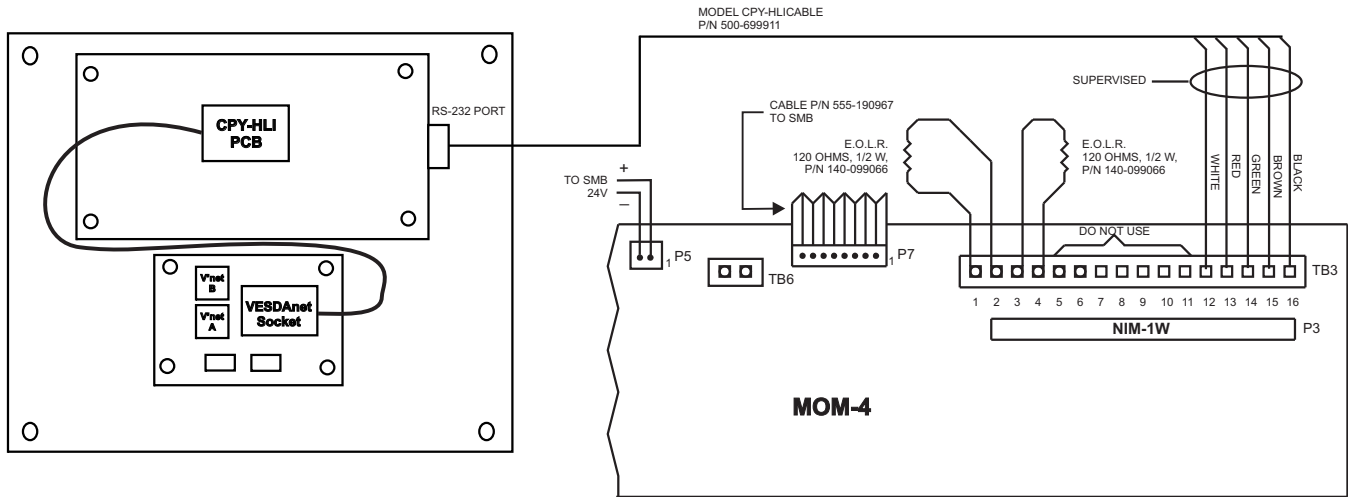 MODEL CPY-HLICABLE
P/N 500-699911
SUPERVISED
CABLE P/N 555-190967
TO SMB
RS-232 PORT
CPY-HLI
PCB
E.O.L.R.
120 OHMS, 1/2 W,
P/N 140-099066
E.O.L.R.
120 OHMS, 1/2 W,
P/N 140-099066
WHITE
RED
GREEN
BROWN
BLACK
+
TO SMB
24V
–
DO NOT USE
1 P5
TB6
1 P7
TB3
V'net
B
V'net
A
VESDAnet
Socket
1 2 3 4 5 6 7 8 9 10 11 12 13 14 15 16
NIM-1W
P3
MOM-4